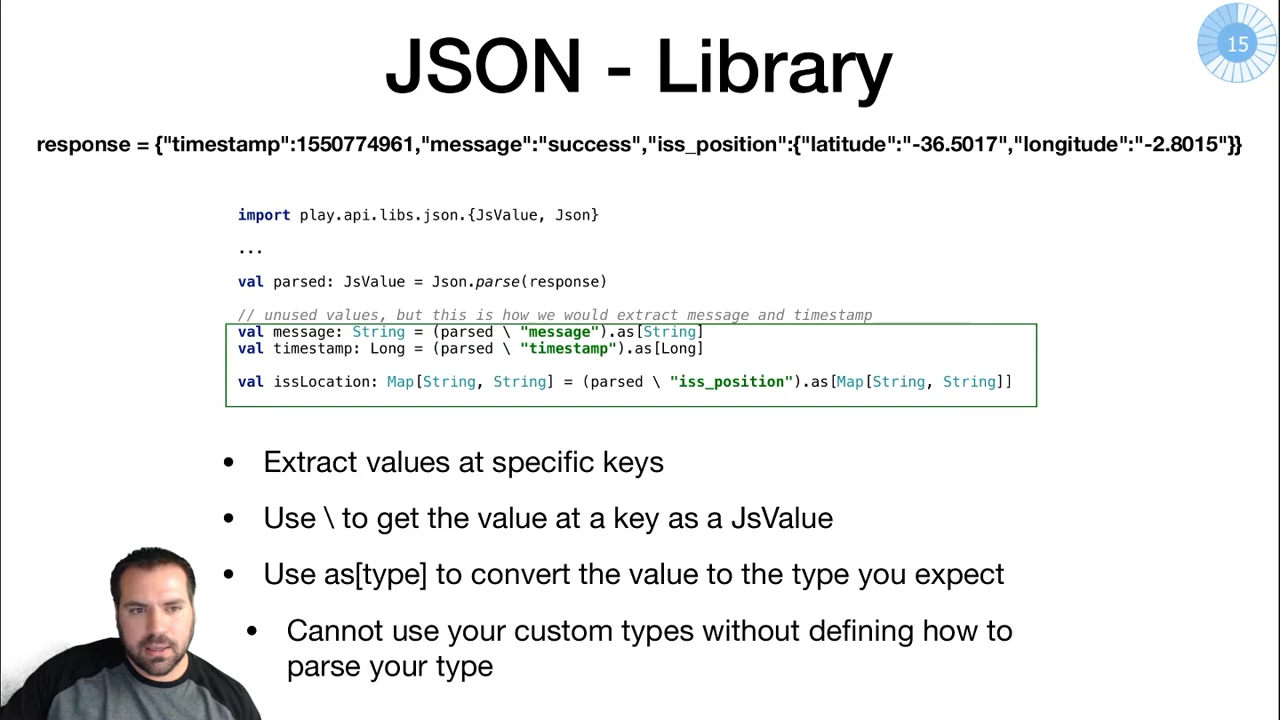 15
JSON - Library
response = {"timestamp":1550774961,"message":"success","iss_position":{"latitude":"-36.5017","longitude":"-2.8015"}}
import play.api.libs.json.{JsValue, Json}
...
val parsed: JsValue = Json.parse(response)
// unused values, but this is how we would extract message and timestamp
val message: String = (parsed \ "message").as[String]
val timestamp: Long = (parsed \ "timestamp").as[Long]
val issLocation: Map[String, String] = (parsed \ "iss_position").as[Map[String, String]]
• Extract values at specific keys
• Use \ to get the value at a key as a JsValue
• Use as[type] to convert the value to the type you expect
• Cannot use your custom types without defining how to
parse your type